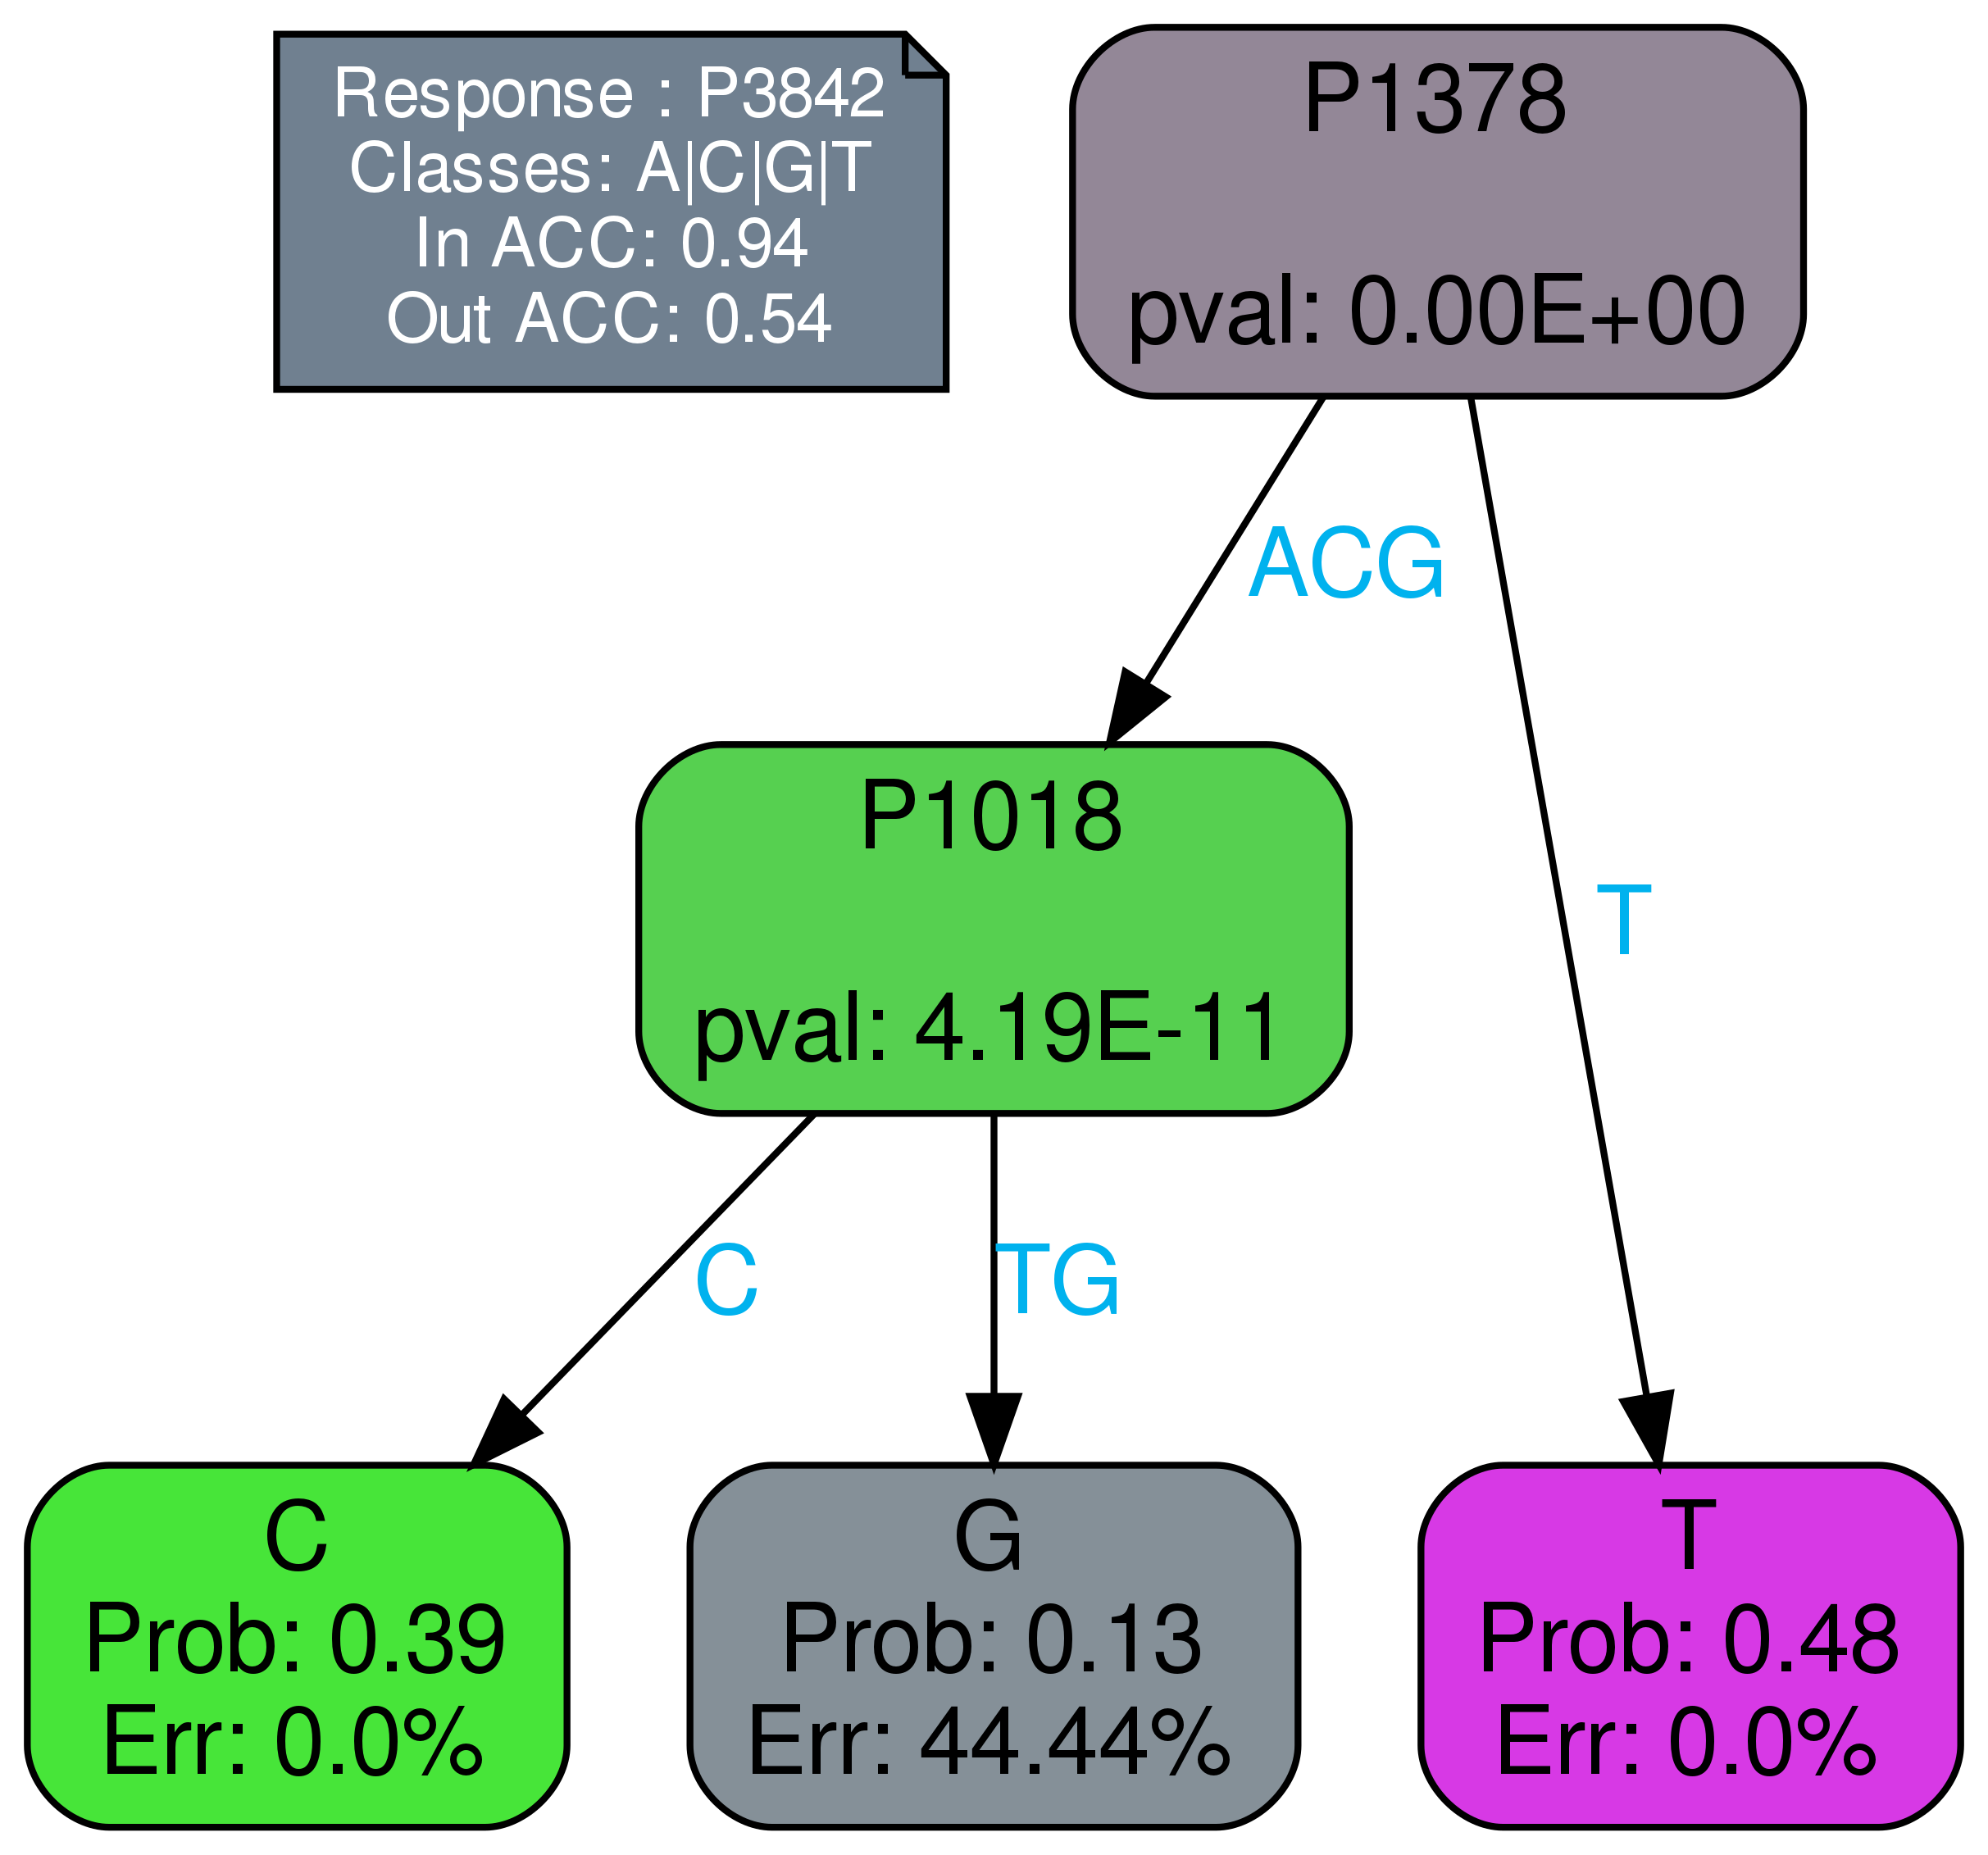 Response : P3842
Classes: A|C|G|T
In ACC: 0.94
Out ACC: 0.54
P1378
pval: 0.00E+00
ACG
P1018
pval: 4.19E-11
T
C
TG
C
Prob: 0.39
Err: 0.0%
G
Prob: 0.13
Err: 44.44%
T
Prob: 0.48
Err: 0.0%